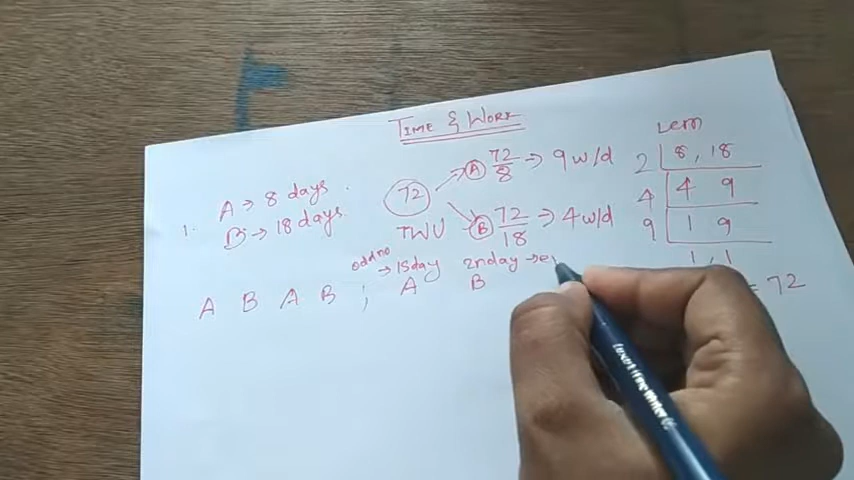 TIME & WORK
Lcm
1. A → 8 days
B → 18 days
72
TWU
A 72/8 → 9 w/d
B 72/18 → 4 w/d
2 8, 18
4 4 9
9 1 9
1, 1
= 72
odd no → 1st day 2nd day → e
A B A B ; A B